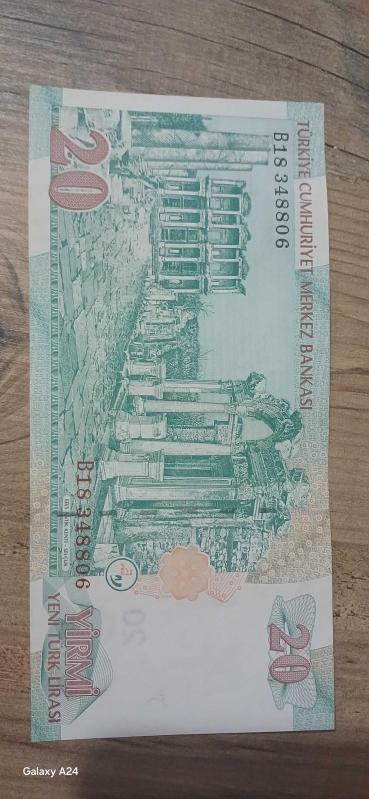 TÜRKİYE CUMHURİYET MERKEZ BANKASI
B18 348806
20
20
B18 348806
YİRMİ
YENİ TÜRK LİRASI
20
Galaxy A24